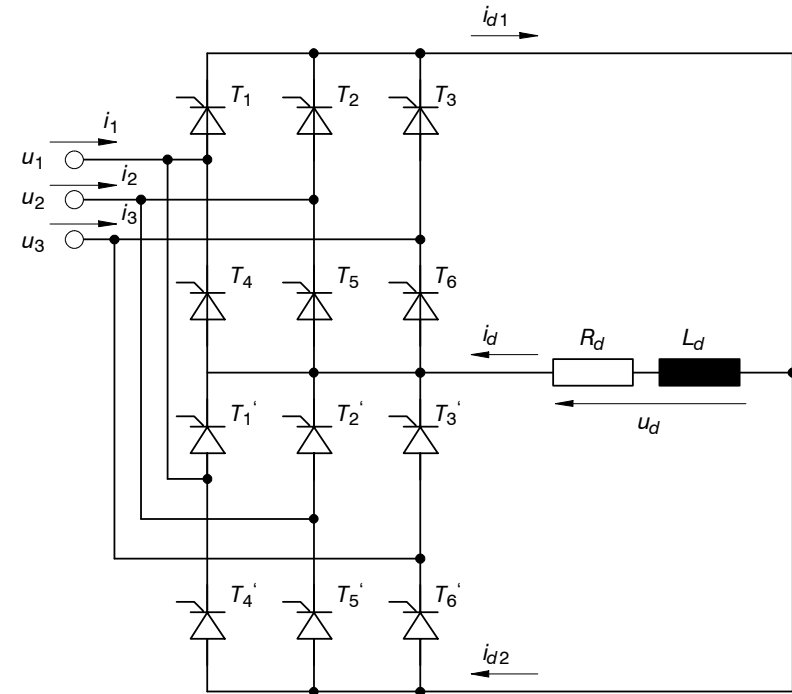 i_d1
T_1 T_2 T_3
i_1
u_1
i_2
u_2
i_3
u_3
T_4 T_5 T_6
i_d R_d L_d
T_1‘ T_2‘ T_3‘
u_d
T_4‘ T_5‘ T_6‘
i_d2